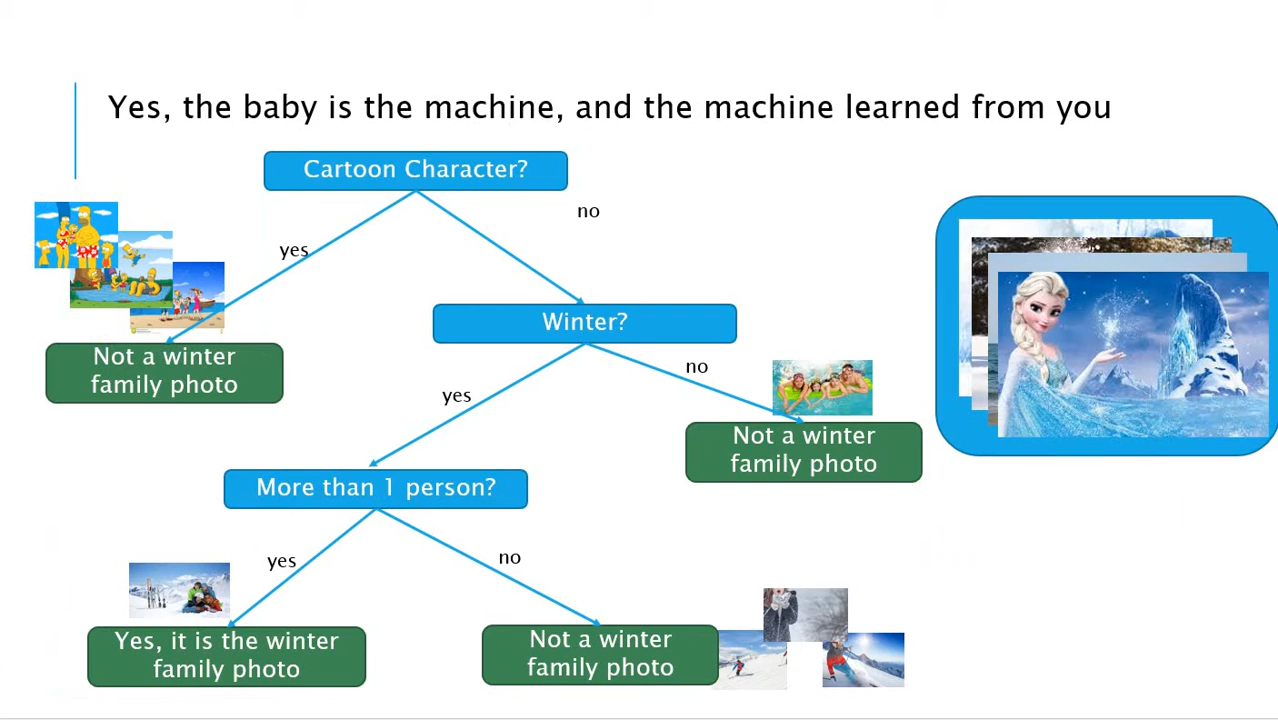 Yes, the baby is the machine, and the machine learned from you
Cartoon Character?
no
yes
Winter?
Not a winter
family photo
no
yes
Not a winter
family photo
More than 1 person?
yes
no
Yes, it is the winter
family photo
Not a winter
family photo